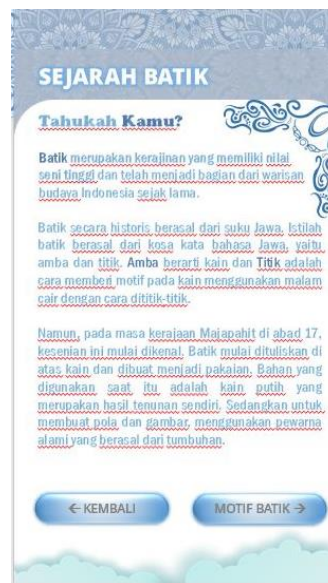 SEJARAH BATIK
Tahukah Kamu?
Batik merupakan kerajinan yang memiliki nilai
seni tinggi dan telah menjadi bagian dari warisan
budaya Indonesia sejak lama.
Batik secara historis berasal dari suku Jawa. Istilah
batik berasal dari kosa kata bahasa Jawa, yaitu
amba dan titik. Amba berarti kain dan Titik adalah
cara memberi motif pada kain menggunakan malam
cair dengan cara dititik-titik.
Namun, pada masa kerajaan Majapahit di abad 17,
kesenian ini mulai dikenal. Batik mulai dituliskan di
atas kain dan dibuat menjadi pakaian. Bahan yang
digunakan saat itu adalah kain putih yang
merupakan hasil tenunan sendiri. Sedangkan untuk
membuat pola dan gambar, menggunakan pewarna
alami yang berasal dari tumbuhan.
← KEMBALI
MOTIF BATIK →